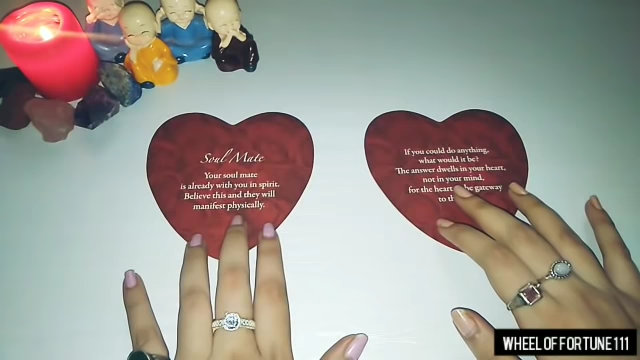 Soul Mate
Your soul mate
is already with you in spirit.
Believe this and they will
manifest physically.
If you could do anything,
what would it be?
The answer dwells in your heart,
not in your mind,
for the heart is the gateway
to
WHEEL OF FORTUNE 111